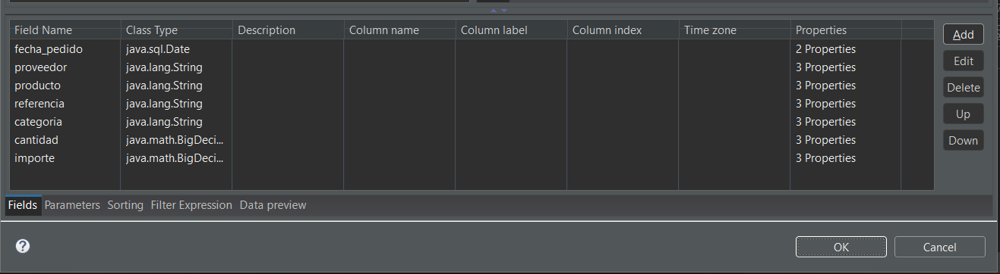 Field Name Class Type Description Column name Column label Column index Time zone Properties
fecha_pedido java.sql.Date 2 Properties
proveedor java.lang.String 3 Properties
producto java.lang.String 3 Properties
referencia java.lang.String 3 Properties
categoria java.lang.String 3 Properties
cantidad java.math.BigDeci... 3 Properties
importe java.math.BigDeci... 3 Properties
Add
Edit
Delete
Up
Down
Fields Parameters Sorting Filter Expression Data preview
? OK Cancel